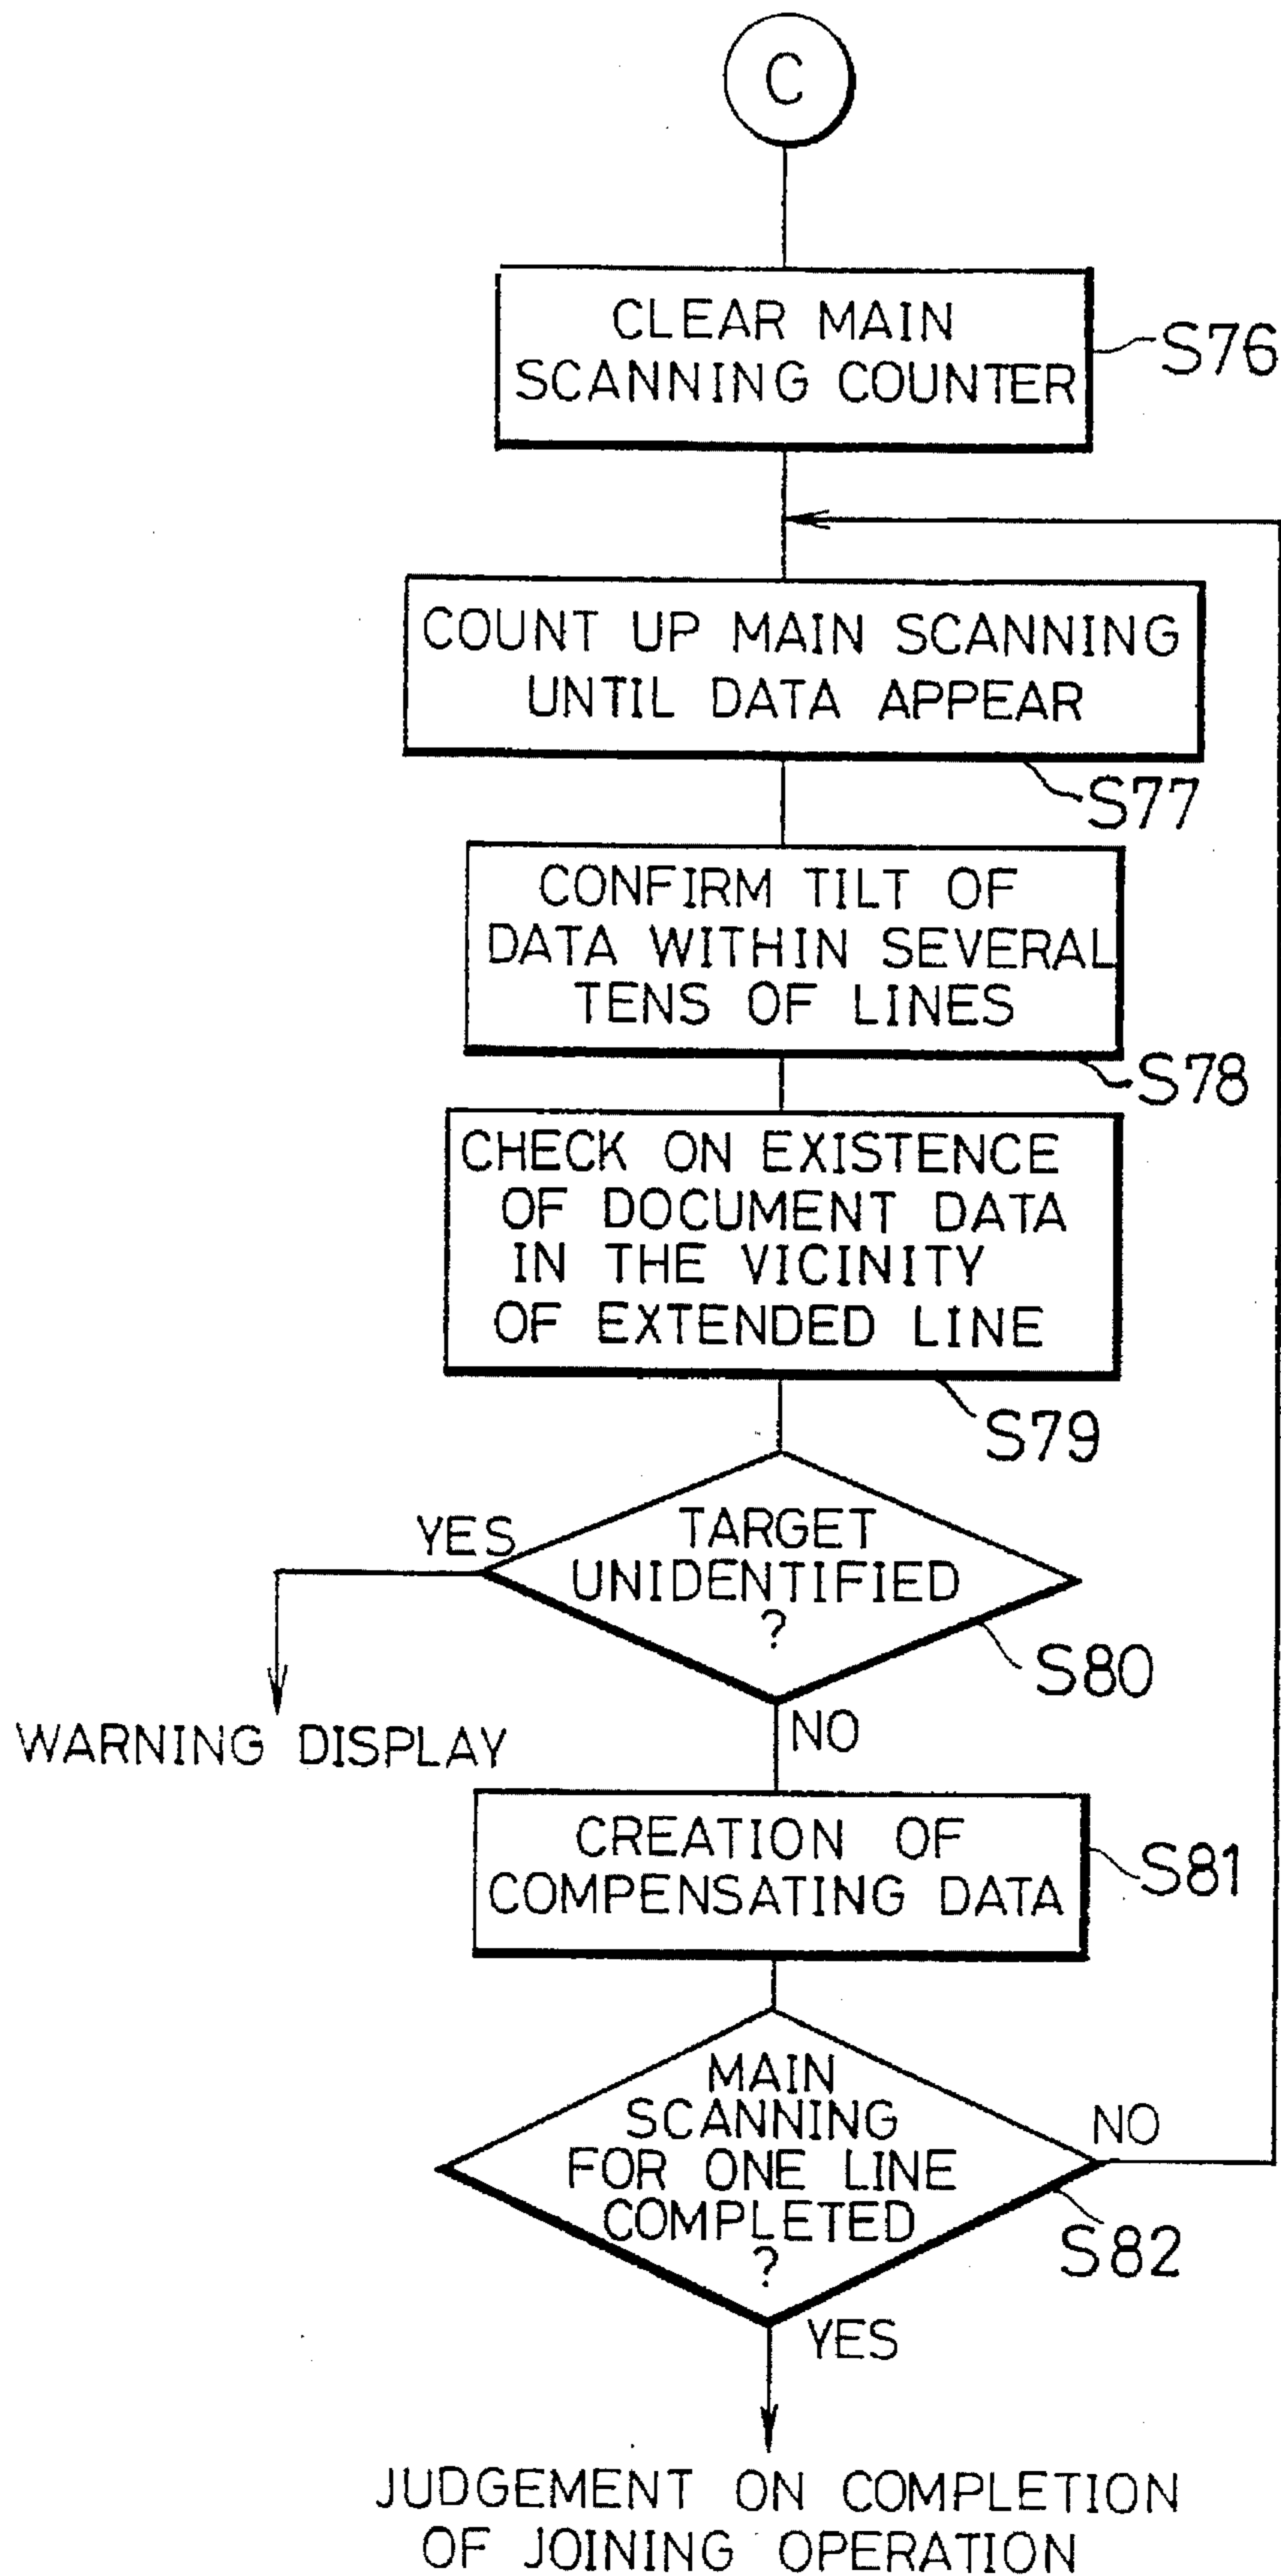 C
CLEAR MAIN
SCANNING COUNTER
S76
COUNT UP MAIN SCANNING
UNTIL DATA APPEAR
S77
CONFIRM TILT OF
DATA WITHIN SEVERAL
TENS OF LINES
S78
CHECK ON EXISTENCE
OF DOCUMENT DATA
IN THE VICINITY
OF EXTENDED LINE
S79
YES
TARGET
UNIDENTIFIED
?
S80
WARNING DISPLAY
NO
CREATION OF
COMPENSATING DATA
S81
MAIN
SCANNING
FOR ONE LINE
COMPLETED
?
NO
S82
YES
JUDGEMENT ON COMPLETION
OF JOINING OPERATION